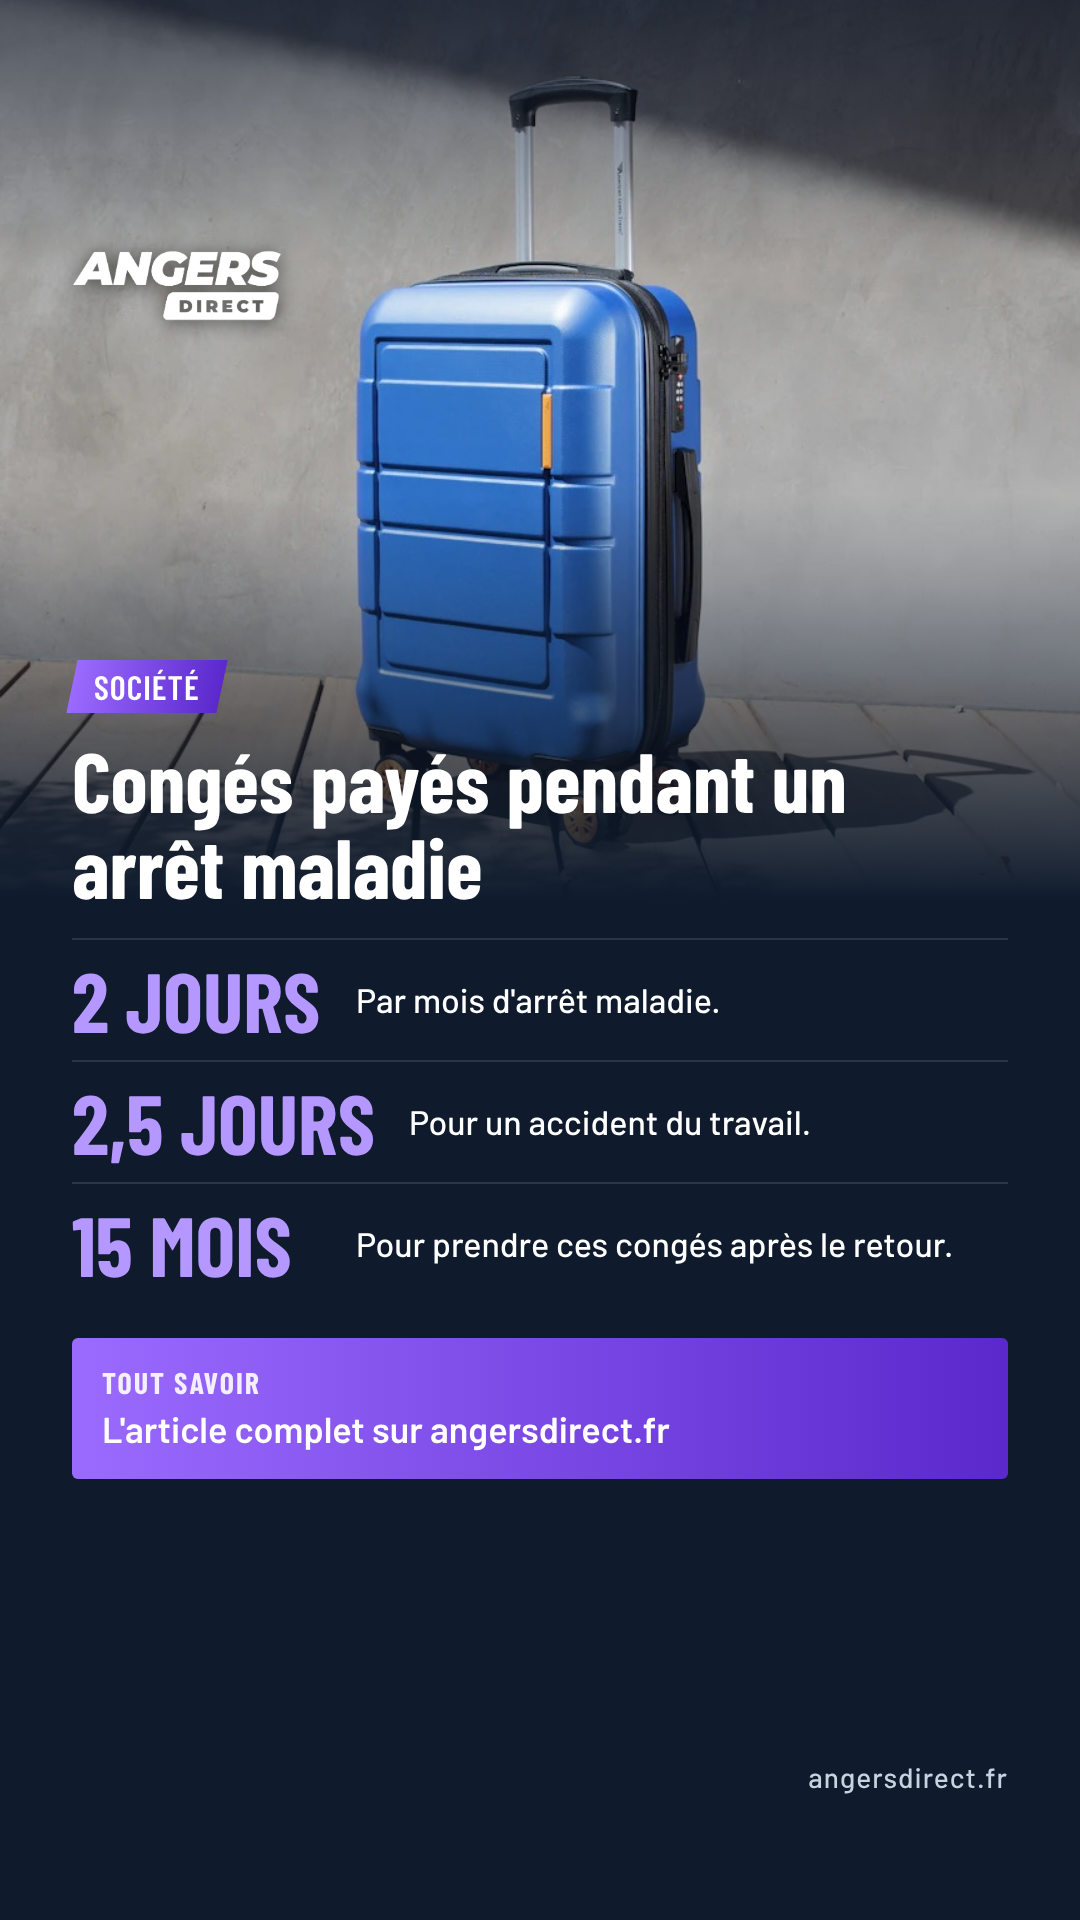 ANGERS
DIRECT
SOCIÉTÉ
Congés payés pendant un
arrêt maladie
2 JOURS Par mois d'arrêt maladie.
2,5 JOURS Pour un accident du travail.
15 MOIS Pour prendre ces congés après le retour.
TOUT SAVOIR
L'article complet sur angersdirect.fr
angersdirect.fr